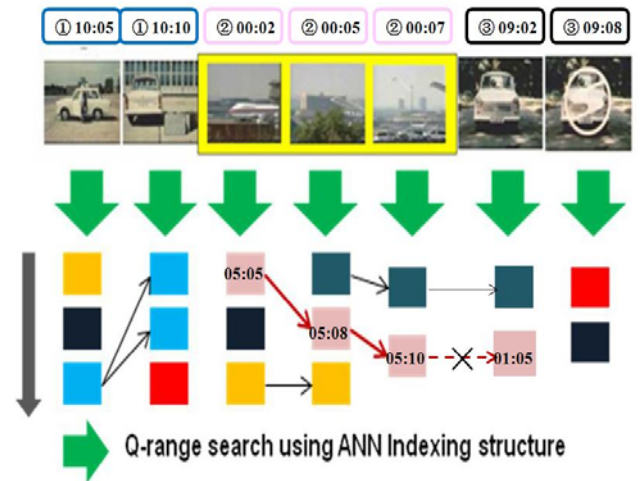 ① 10:05 ① 10:10 ② 00:02 ② 00:05 ② 00:07 ③ 09:02 ③ 09:08
05:05
05:08
05:10 01:05
Q-range search using ANN Indexing structure